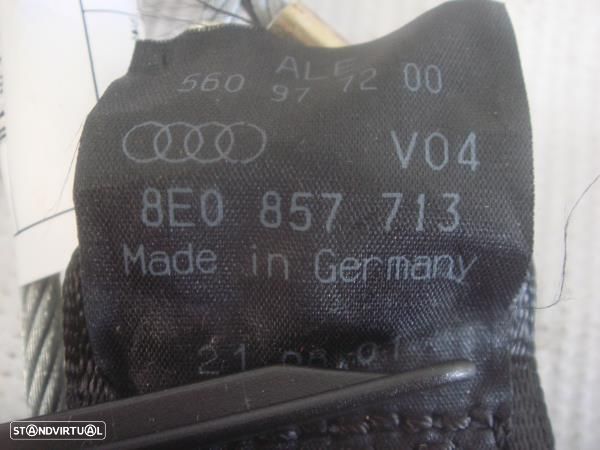 560 ALE 00
97 72
V04
8E0 857 713
Made in Germany
STANDVIRTUAL